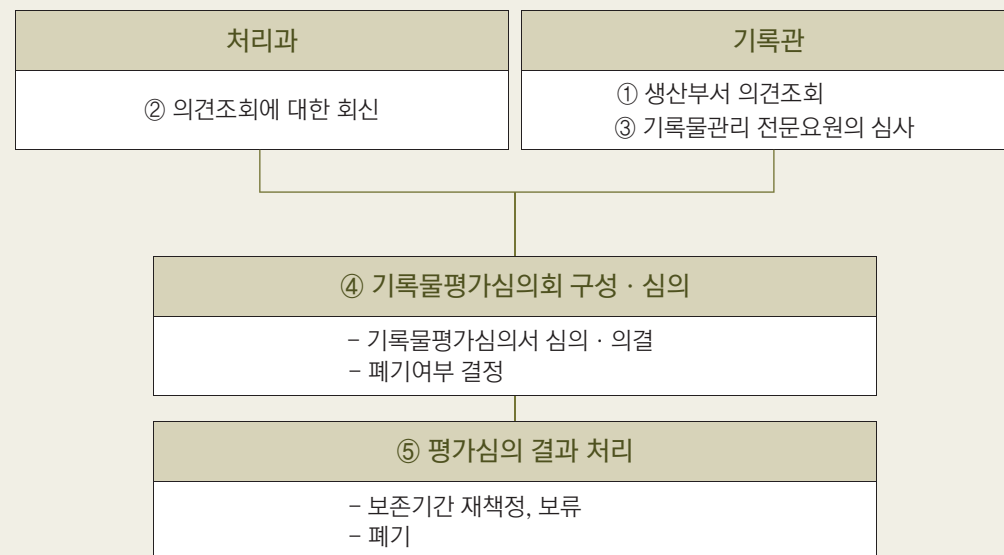 처리과
② 의견조회에 대한 회신
기록관
① 생산부서 의견조회
③ 기록물관리 전문요원의 심사
④ 기록물평가심의회 구성 · 심의
– 기록물평가심의서 심의 · 의결
– 폐기여부 결정
⑤ 평가심의 결과 처리
– 보존기간 재책정, 보류
– 폐기